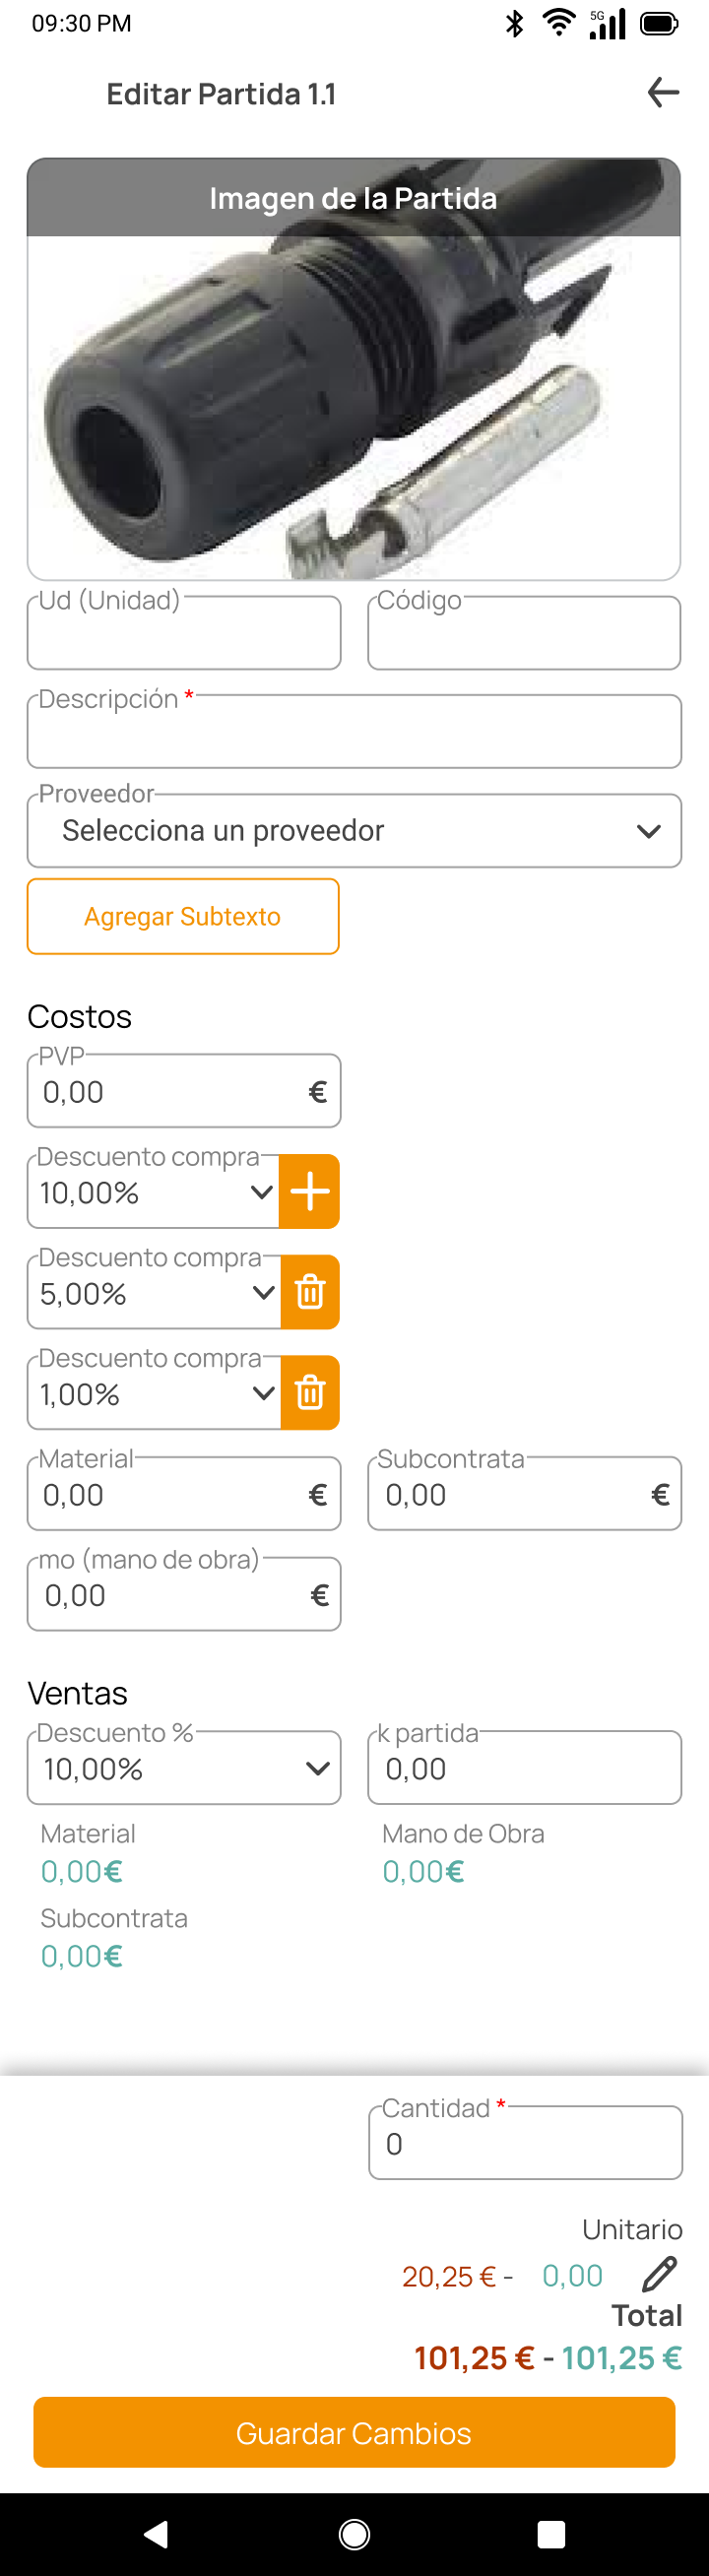 09:30 PM 5G
Editar Partida 1.1
Imagen de la Partida
Ud (Unidad) Código
Descripción *
Proveedor
Selecciona un proveedor
Agregar Subtexto
Costos
PVP
0,00 €
Descuento compra
10,00%
Descuento compra
5,00%
Descuento compra
1,00%
Material Subcontrata
0,00 € 0,00 €
mo (mano de obra)
0,00 €
Ventas
Descuento % k partida
10,00% 0,00
Material Mano de Obra
0,00€ 0,00€
Subcontrata
0,00€
Cantidad *
0
Unitario
20,25 € - 0,00
Total
101,25 € - 101,25 €
Guardar Cambios